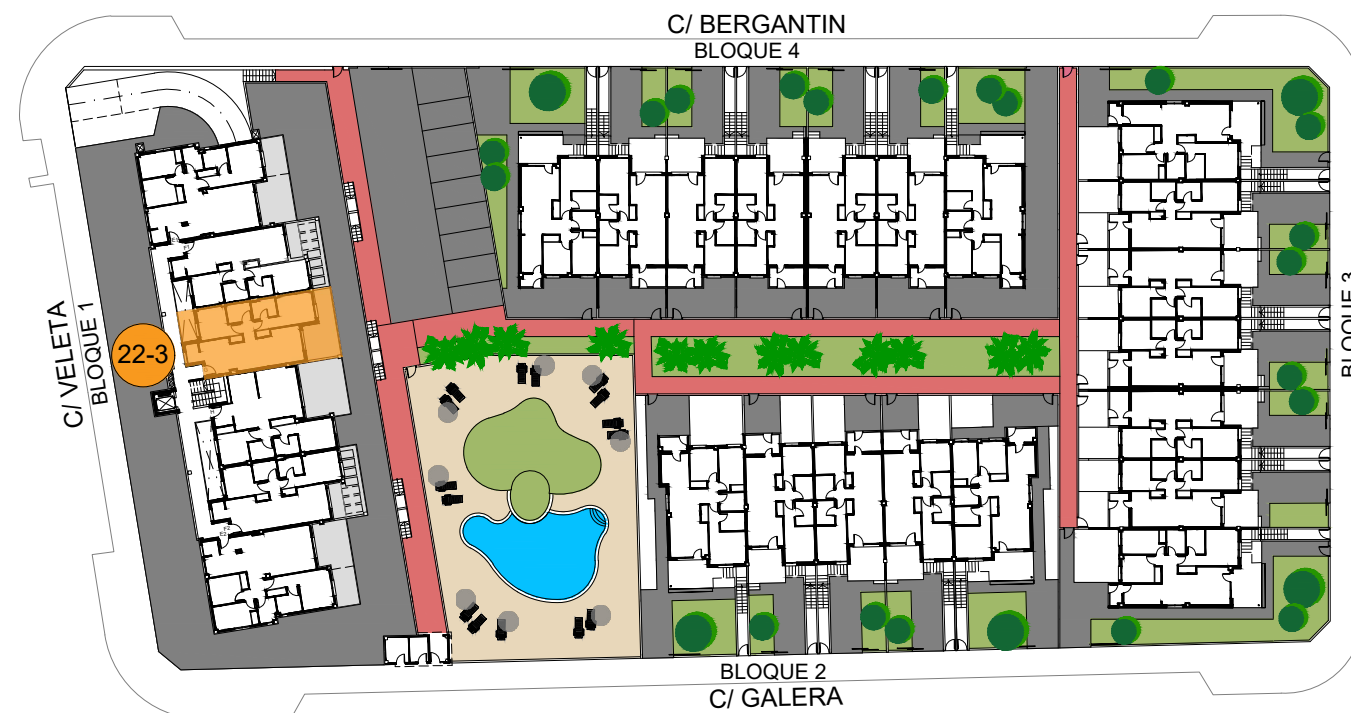 C/ BERGANTIN
BLOQUE 4
C/ VELETA
BLOQUE 1
22-3
BLOQUE 3
BLOQUE 2
C/ GALERA